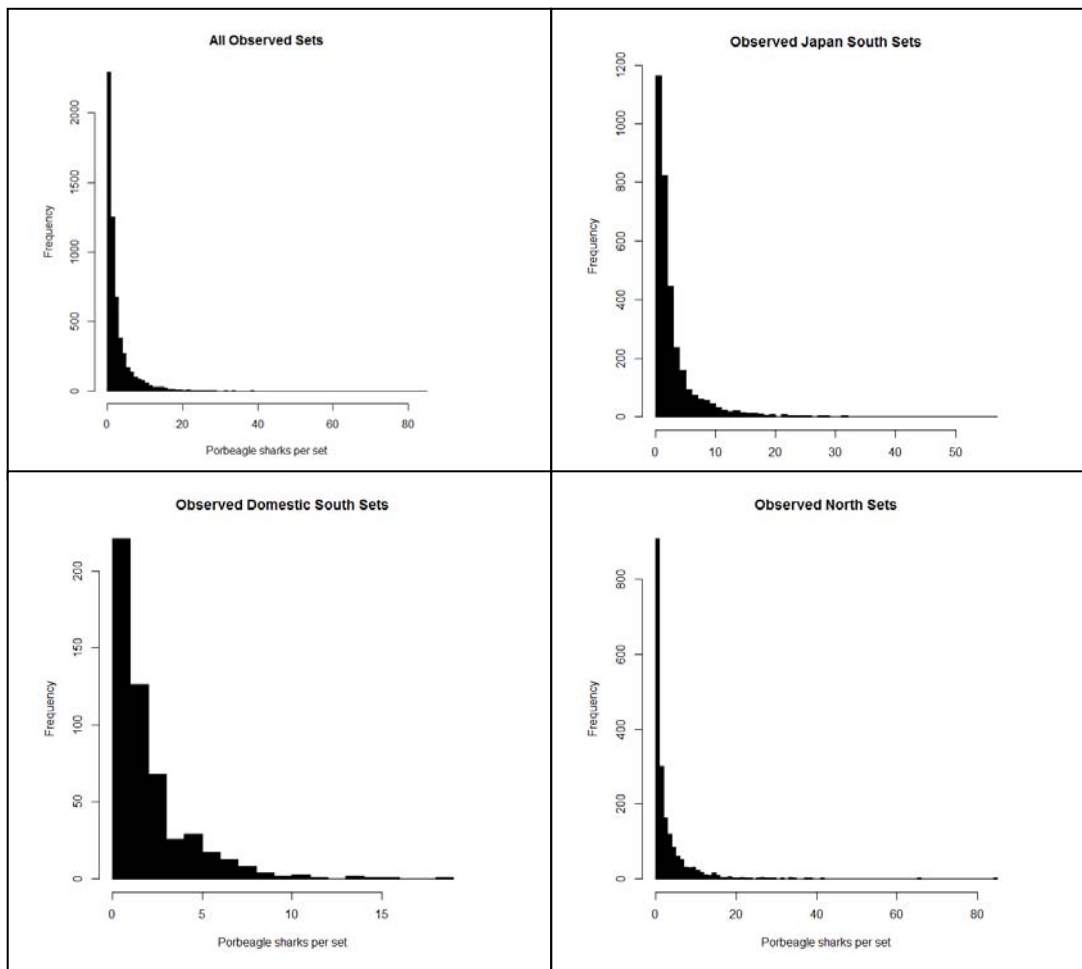 All Observed Sets
2000
1500
1000
500
0
Frequency
0 20 40 60 80
Porbeagle sharks per set
Observed Japan South Sets
1200
1000
800
600
400
200
0
Frequency
0 10 20 30 40 50
Observed Domestic South Sets
200
150
100
50
0
Frequency
0 5 10 15
Porbeagle sharks per set
Observed North Sets
800
600
400
200
0
Frequency
0 20 40 60 80
Porbeagle sharks per set